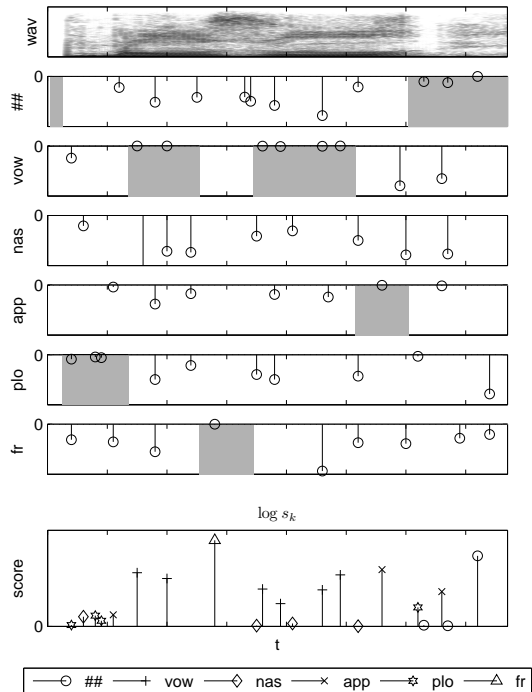 wav
0
##
0
vow
0
nas
0
app
0
plo
0
fr
log s_k
score
0
t
## vow nas app plo fr